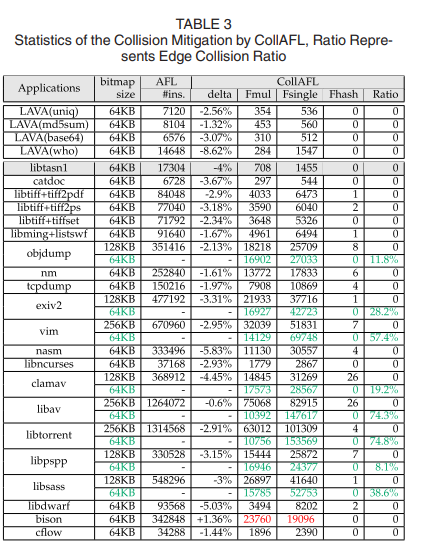 TABLE 3
Statistics of the Collision Mitigation by CollAFL, Ratio Repre-
sents Edge Collision Ratio
Applications bitmap size AFL #ins. CollAFL delta Fmul Fsingle Fhash Ratio
LAVA(uniq) 64KB 7120 -2.56% 354 536 0 0
LAVA(md5sum) 64KB 8104 -1.32% 453 560 0 0
LAVA(base64) 64KB 6576 -3.07% 310 512 0 0
LAVA(who) 64KB 14648 -8.62% 284 1547 0 0
libtasn1 64KB 17304 -4% 708 1455 0 0
catdoc 64KB 6728 -3.67% 297 544 0 0
libtiff+tiff2pdf 64KB 84048 -2.9% 4033 6473 1 0
libtiff+tiff2ps 64KB 77040 -3.18% 3590 6040 2 0
libtiff+tiffset 64KB 71792 -2.34% 3648 5326 0 0
libming+listswf 64KB 91640 -1.67% 4961 6494 1 0
objdump 128KB 351416 -2.13% 18218 25709 8 0
64KB - - 16902 27033 0 11.8%
nm 64KB 252840 -1.61% 13772 17833 6 0
tcpdump 64KB 150216 -1.97% 7908 10869 4 0
exiv2 128KB 477192 -3.31% 21933 37716 1 0
64KB - - 16927 42723 0 28.2%
vim 256KB 670960 -2.95% 32039 51831 7 0
64KB - - 14129 69748 0 57.4%
nasm 64KB 333496 -5.83% 11130 30557 4 0
libncurses 64KB 37168 -2.93% 1779 2867 0 0
clamav 128KB 368912 -4.45% 14845 31269 26 0
64KB - - 17573 28567 0 19.2%
libav 256KB 1264072 -0.6% 75068 82915 26 0
64KB - - 10392 147617 0 74.3%
libtorrent 256KB 1314568 -2.91% 63012 101309 4 0
64KB - - 10756 153569 0 74.8%
libpspp 128KB 330528 -3.15% 15444 25872 7 0
64KB - - 16946 24377 0 8.1%
libsass 128KB 548296 -3% 26897 41640 1 0
64KB - - 15785 52753 0 38.6%
libdwarf 64KB 93568 -5.03% 3494 8202 2 0
bison 64KB 342848 +1.36% 23760 19096 0 0
cflow 64KB 34288 -1.44% 1896 2390 0 0